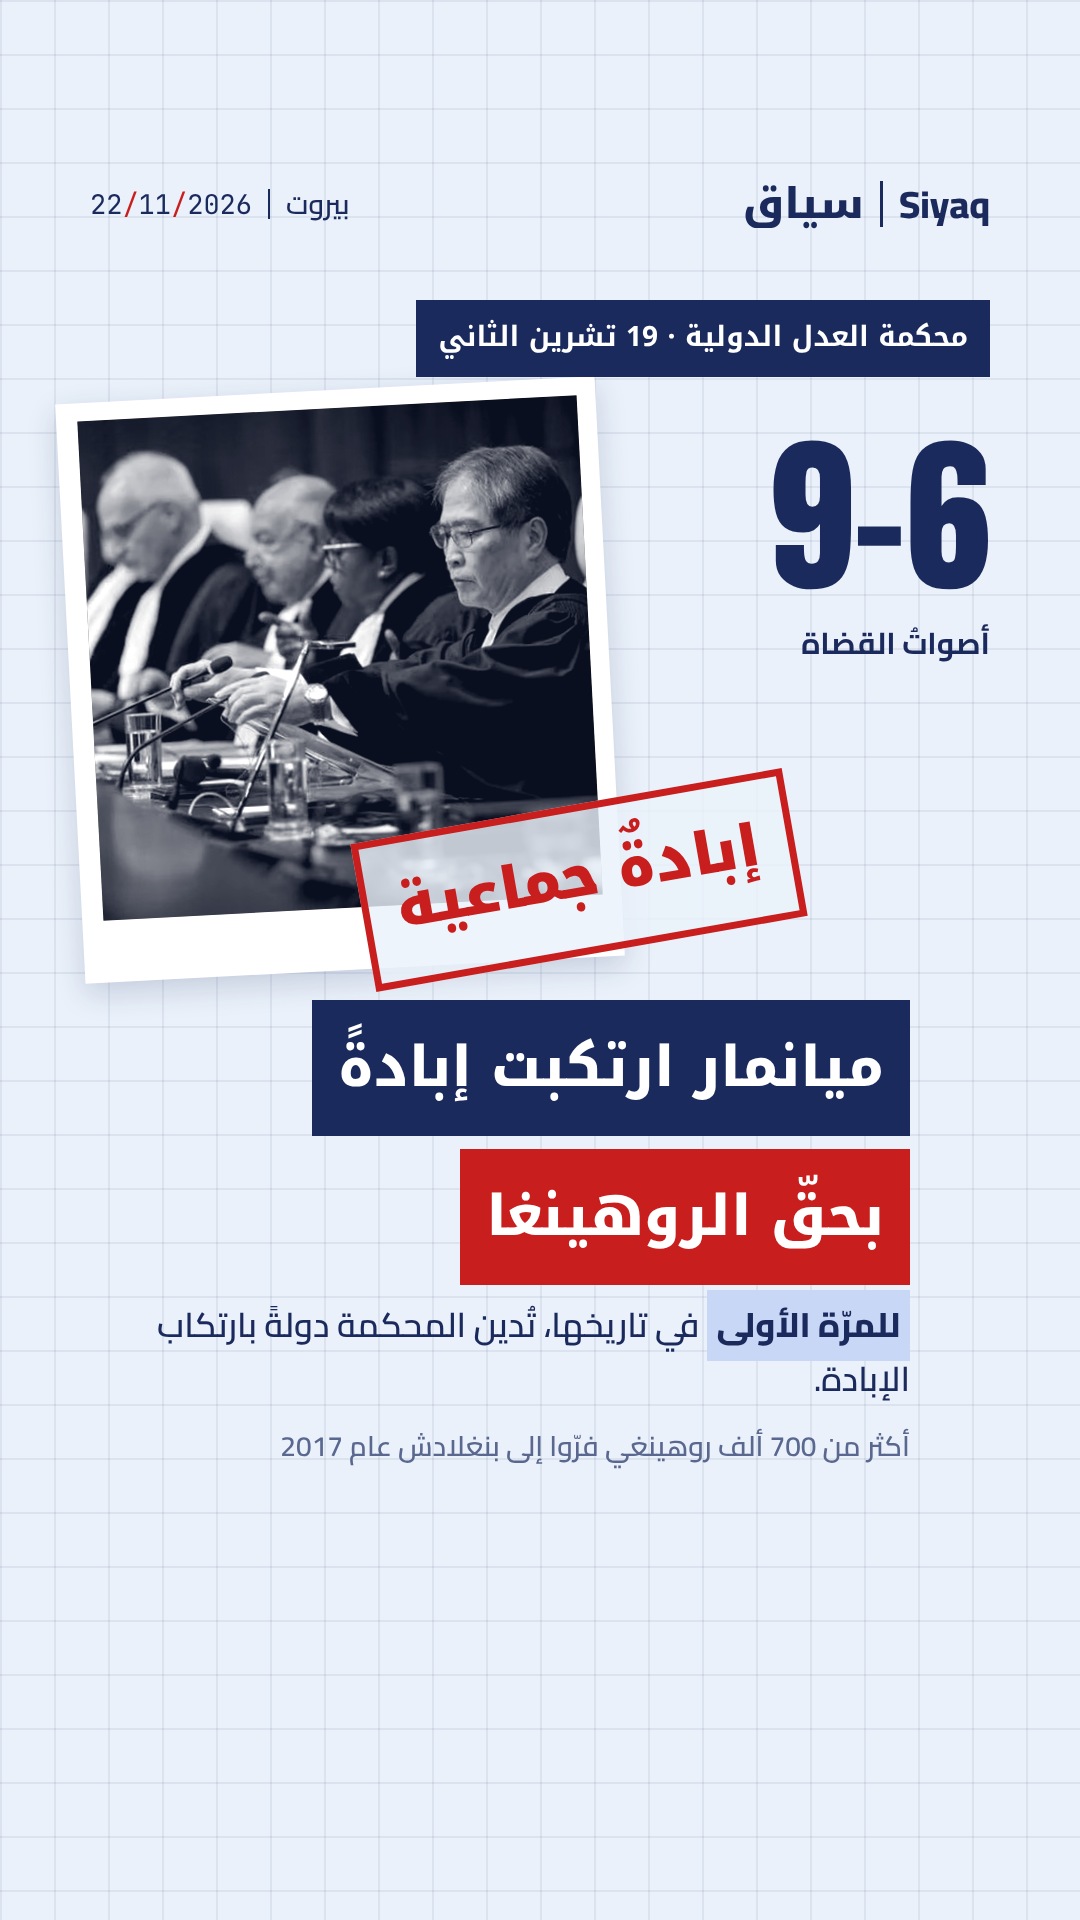 Siyaq | سياق
بيروت | 22/11/2026
محكمة العدل الدولية · 19 تشرين الثاني
9-6
أصواتُ القضاة
إبادةٌ جماعية
ميانمار ارتكبت إبادةً
بحقّ الروهينغا
للمرّة الأولى في تاريخها، تُدين المحكمة دولةً بارتكاب
الإبادة.
أكثر من 700 ألف روهينغي فرّوا إلى بنغلادش عام 2017